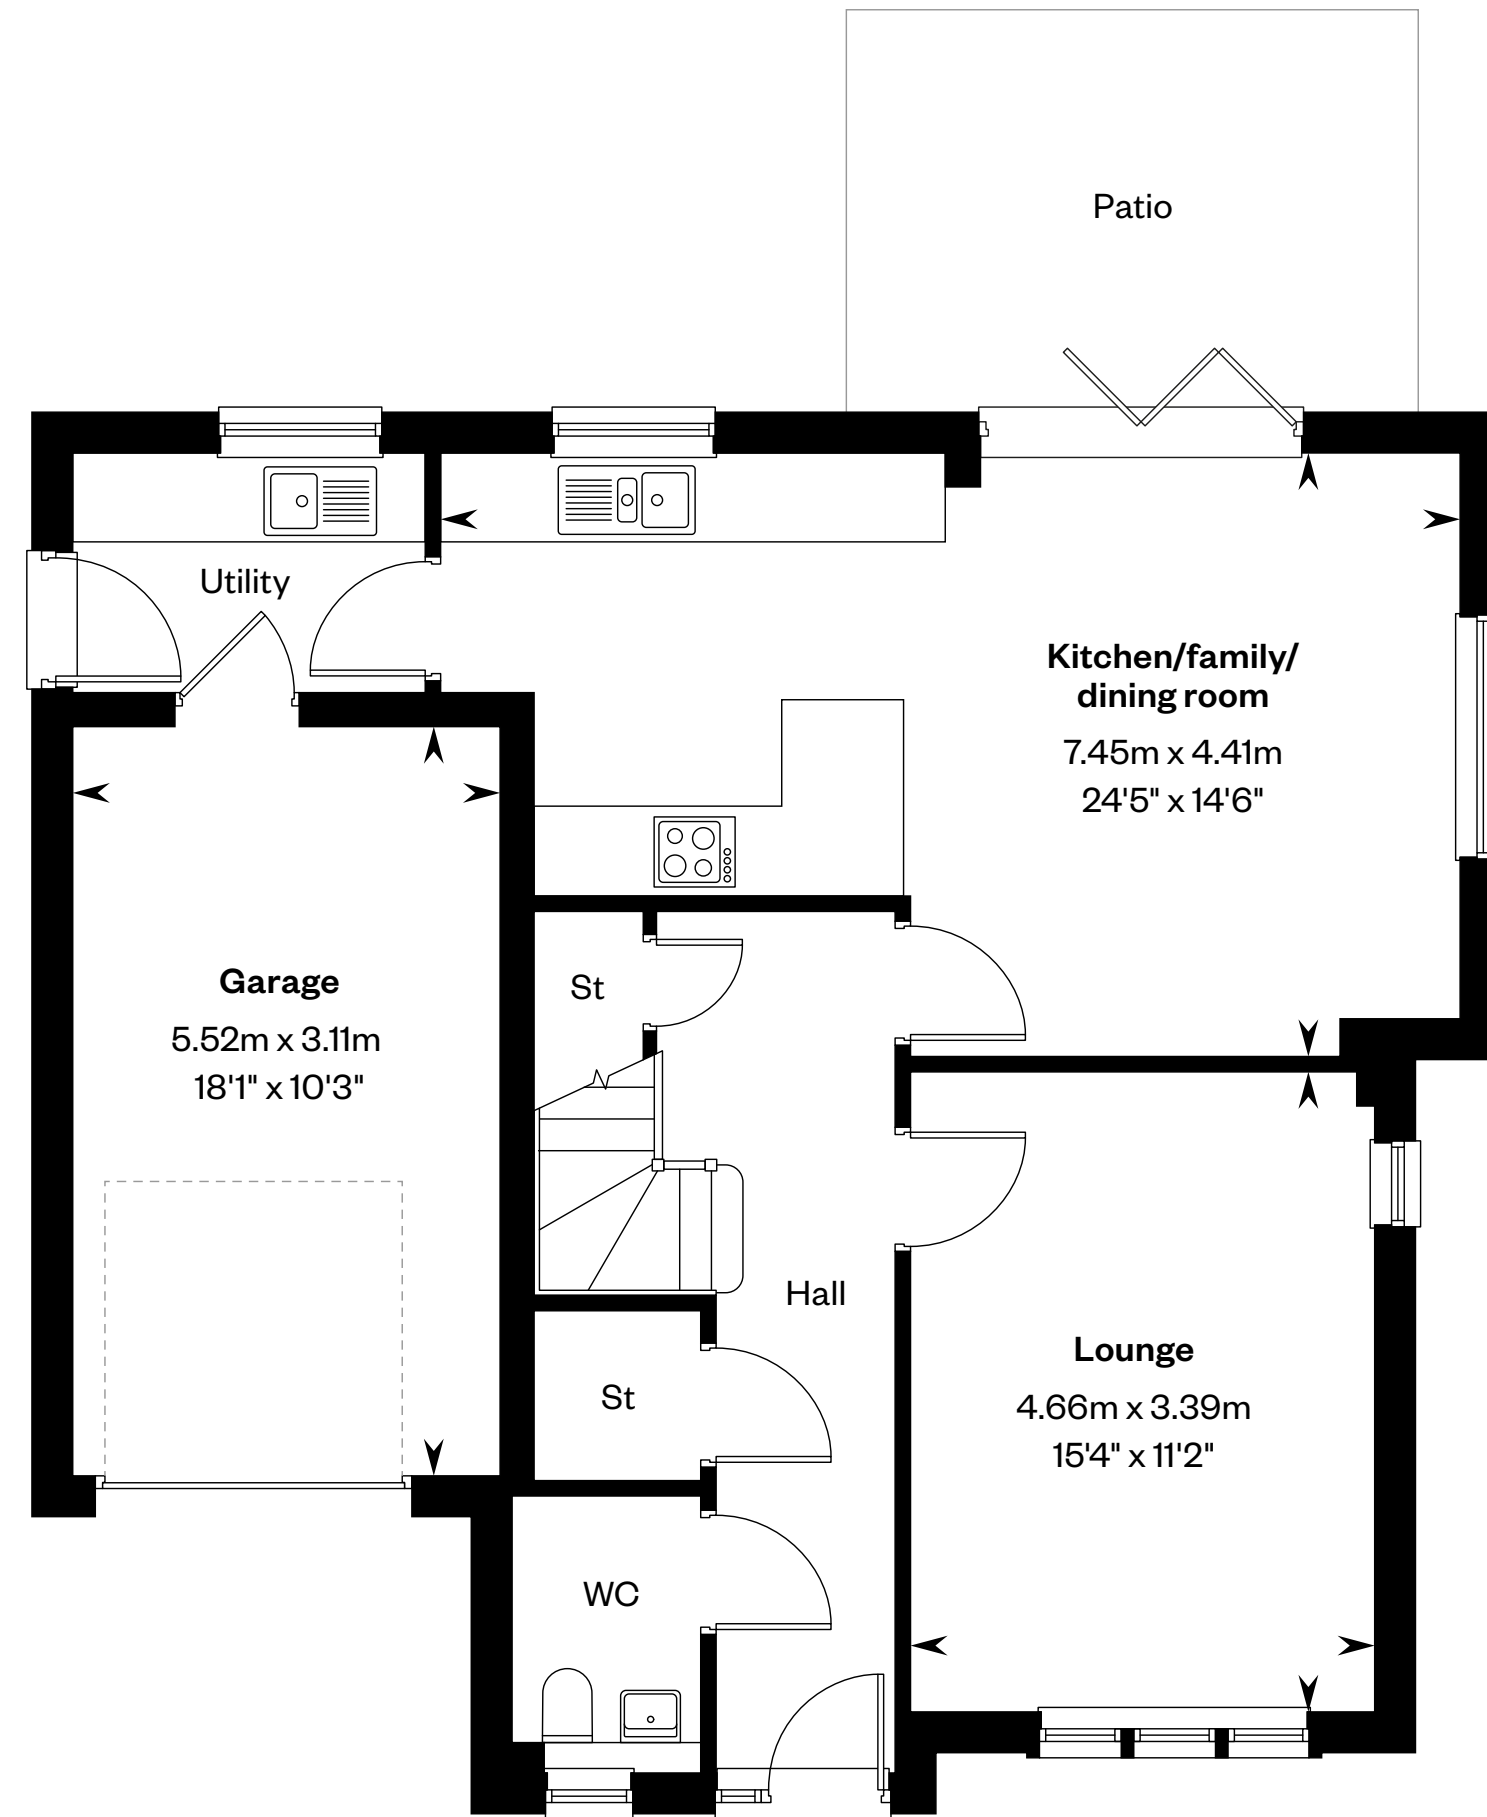 Patio
Utility
Kitchen/family/
dining room
7.45m x 4.41m
24'5" x 14'6"
Garage
5.52m x 3.11m
18'1" x 10'3"
St
Hall
Lounge
4.66m x 3.39m
15'4" x 11'2"
St
WC